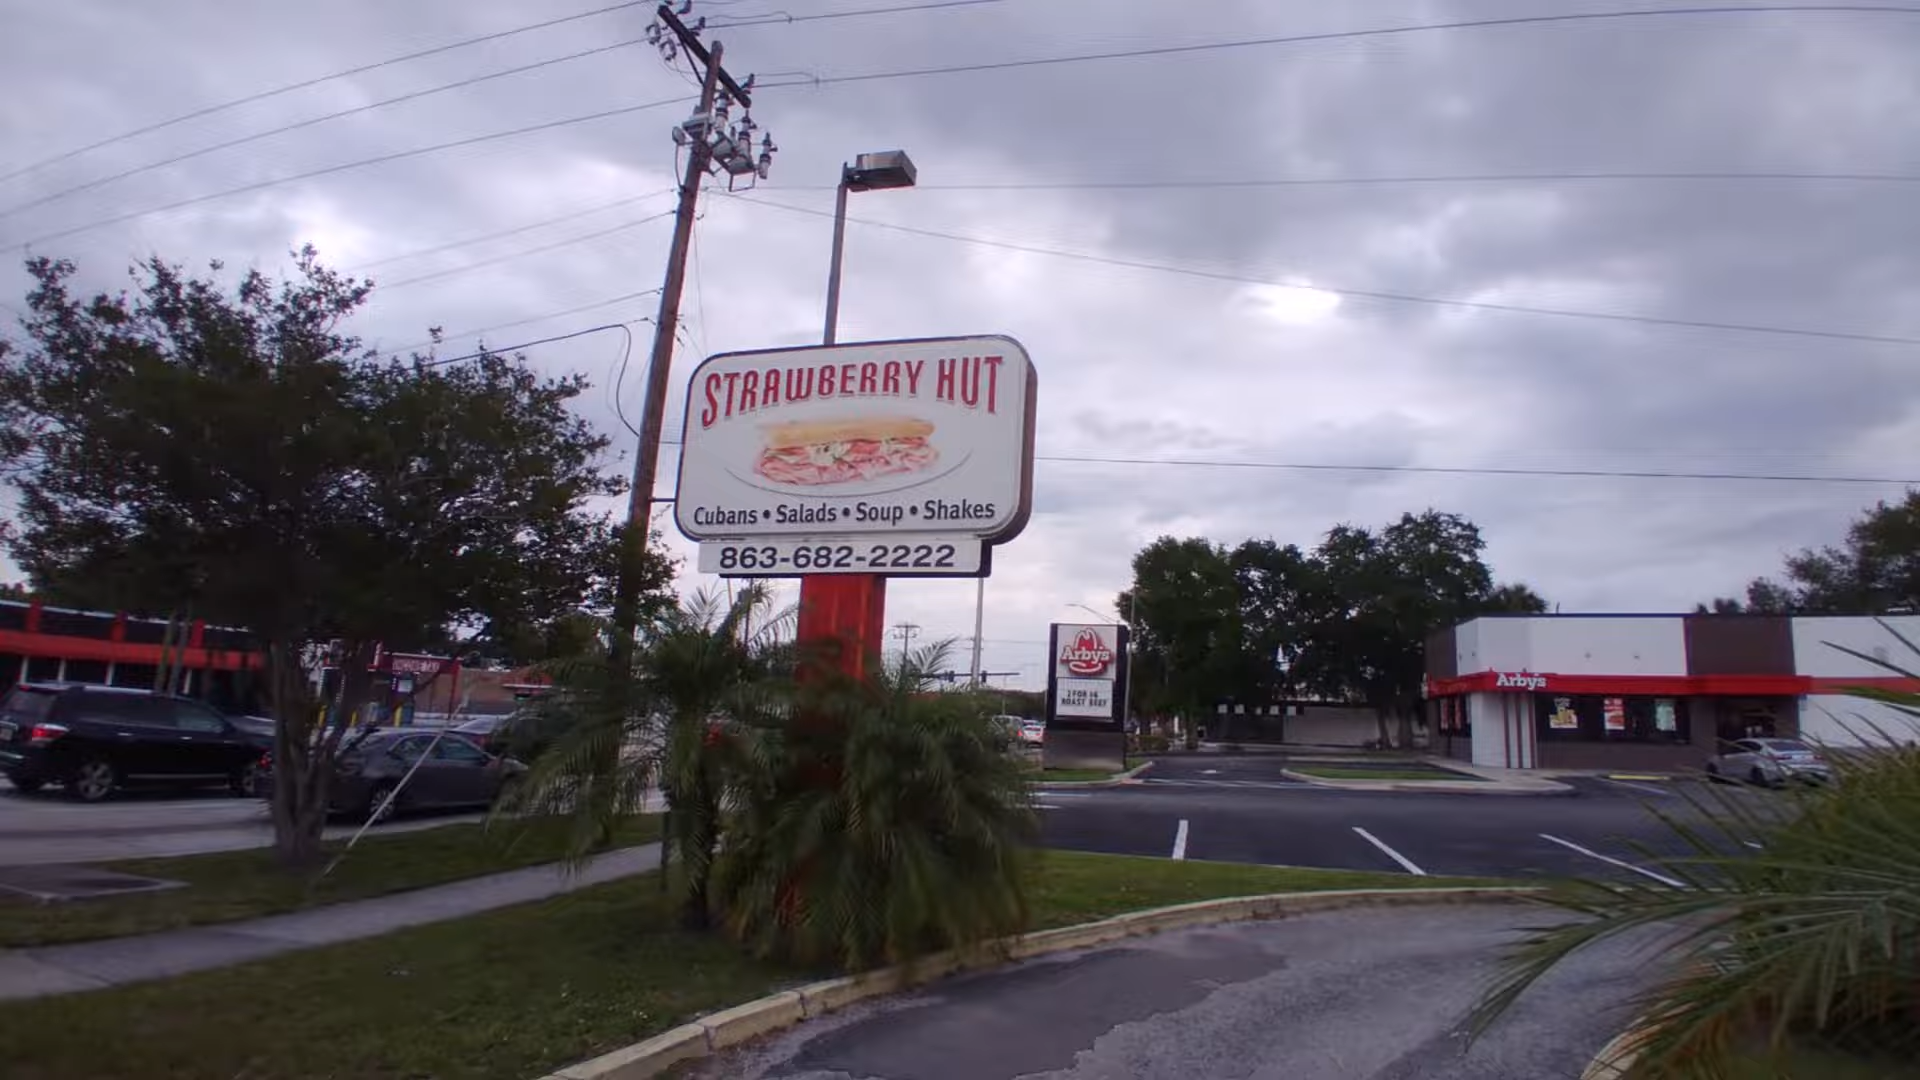 STRAWBERRY HUT
Cubans • Salads • Soup • Shakes
863-682-2222
Arby's
2 FOR $6
ROAST BEEF
Arby's